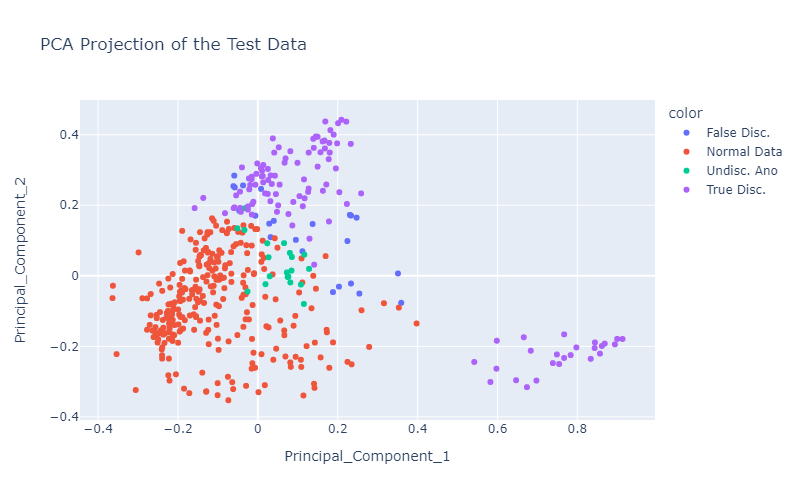 PCA Projection of the Test Data
color
False Disc.
Normal Data
Undisc. Ano
True Disc.
0.4
0.2
0
−0.2
−0.4
Principal_Component_2
−0.4
−0.2
0
0.2
0.4
0.6
0.8
Principal_Component_1